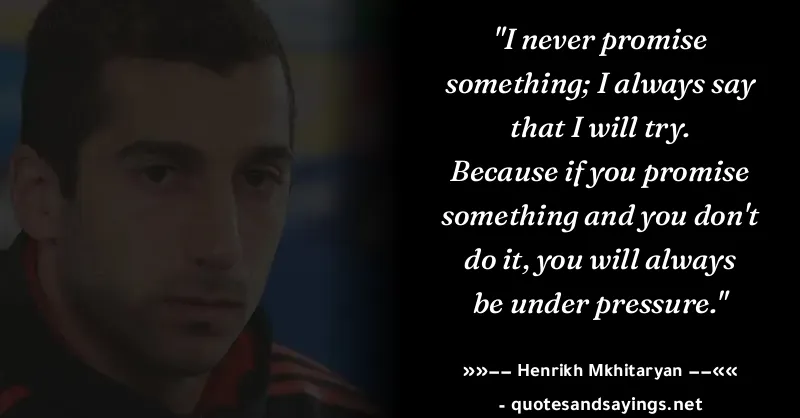 "I never promise
something; I always say
that I will try.
Because if you promise
something and you don't
do it, you will always
be under pressure."
»»−− Henrikh Mkhitaryan −−««
- quotesandsayings.net